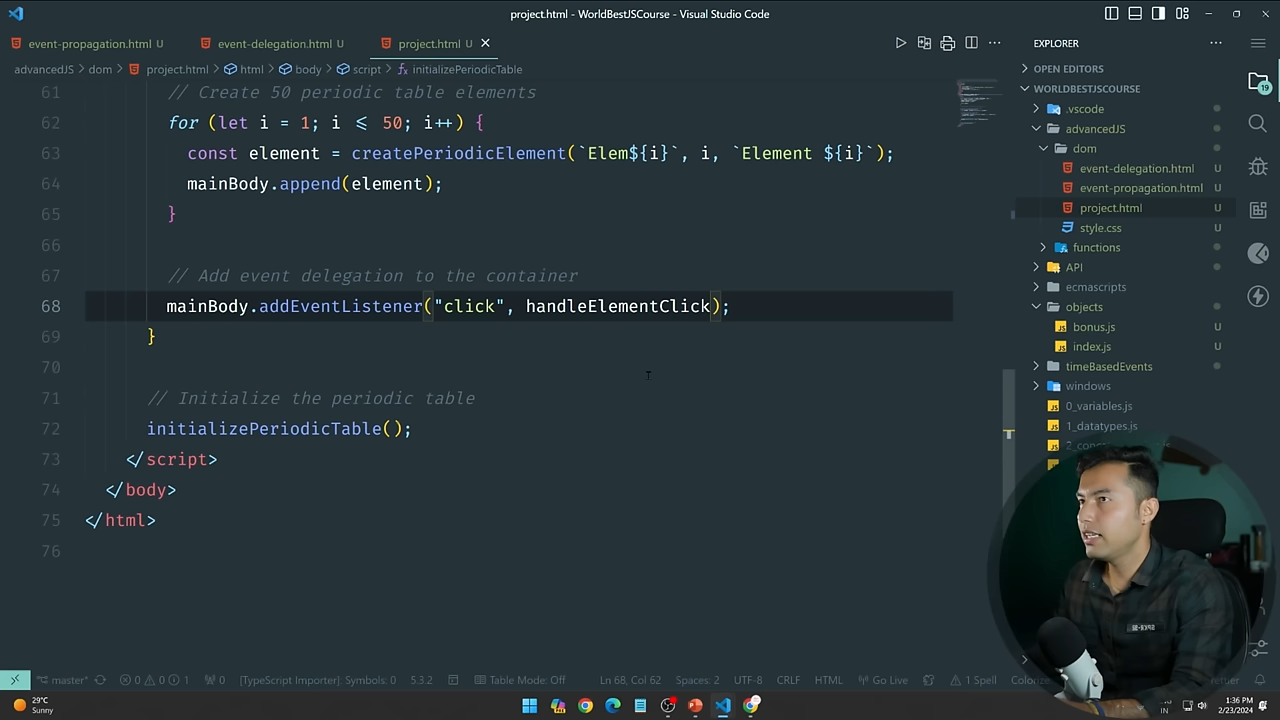 project.html - WorldBestJSCourse - Visual Studio Code
event-propagation.html U
event-delegation.html U
project.html U
EXPLORER
advancedJS > dom > project.html > html > body > script > initializePeriodicTable
OPEN EDITORS
WORLDBESTJSCOURSE
.vscode
advancedJS
dom
event-delegation.html U
event-propagation.html U
project.html U
style.css U
functions
API
ecmascripts
objects
bonus.js U
index.js U
timeBasedEvents
windows
0_variables.js
1_datatypes.js
61 // Create 50 periodic table elements
62 for (let i = 1; i <= 50; i++) {
63 const element = createPeriodicElement(`Elem${i}`, i, `Element ${i}`);
64 mainBody.append(element);
65 }
66
67 // Add event delegation to the container
68 mainBody.addEventListener("click", handleElementClick);
69 }
70
71 // Initialize the periodic table
72 initializePeriodicTable();
73 </script>
74 </body>
75 </html>
76
19
master* 0 0 1 0 [TypeScript Importer]: Symbols: 0 5.3.2 Table Mode: Off Ln 68, Col 62 Spaces: 2 UTF-8 CRLF HTML Go Live 1 Spell
29°C
Sunny
IN
1:36 PM
2/23/2024